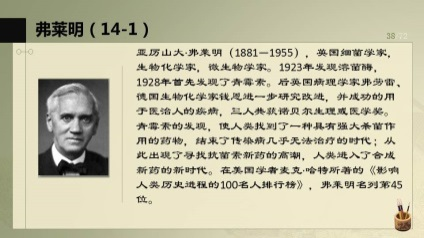 弗莱明（14-1）
亚历山大·弗莱明（1881—1955），英国细菌学家，
生物化学家，微生物学家。1923年发现溶菌酶，
1928年首先发现了青霉素。后英国病理学家弗劳雷、
德国生物化学家钱恩进一步研究改进，并成功的用
于医治人的疾病，三人共获诺贝尔生理或医学奖。
青霉素的发现，使人类找到了一种具有强大杀菌作
用的药物，结束了传染病几乎无法治疗的时代；从
此出现了寻找抗菌素新药的高潮，人类进入了合成
新药的新时代。在美国学者麦克·哈特所著的《影响
人类历史进程的100名人排行榜》，弗莱明名列第45
位。